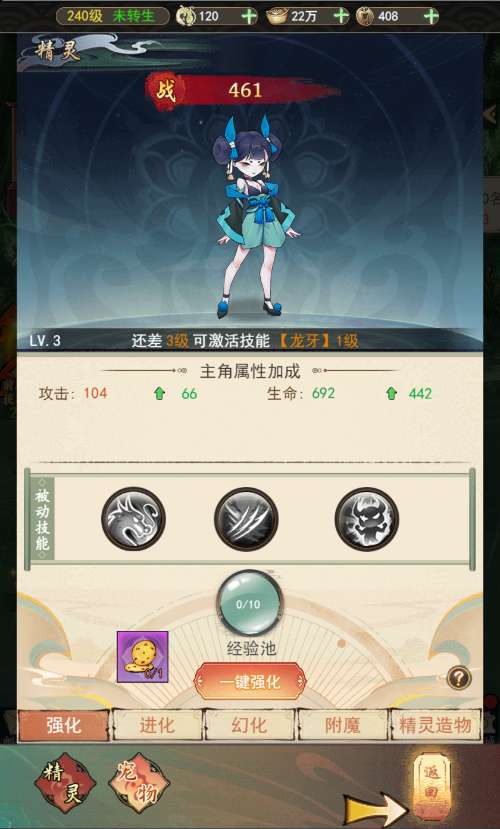 240级 未转生 120 22万 408
精灵
战 461
LV.3 还差3级可激活技能【龙牙】1级
主角属性加成
攻击: 104 66 生命: 692 442
被动技能
0/10
经验池
0/1
一键强化
?
强化 进化 幻化 附魔 精灵造物
精灵 宠物 返回